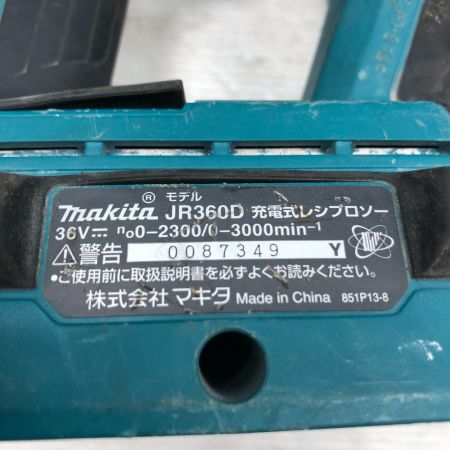 ® モデル
makita JR360D 充電式レシプロソー
36V⎓ n₀0-2300/0-3000min⁻¹
⚠警告 0087349 Y
•ご使用前に取扱説明書を必ずよくお読みください。
株式会社 マキタ Made in China 851P13-8